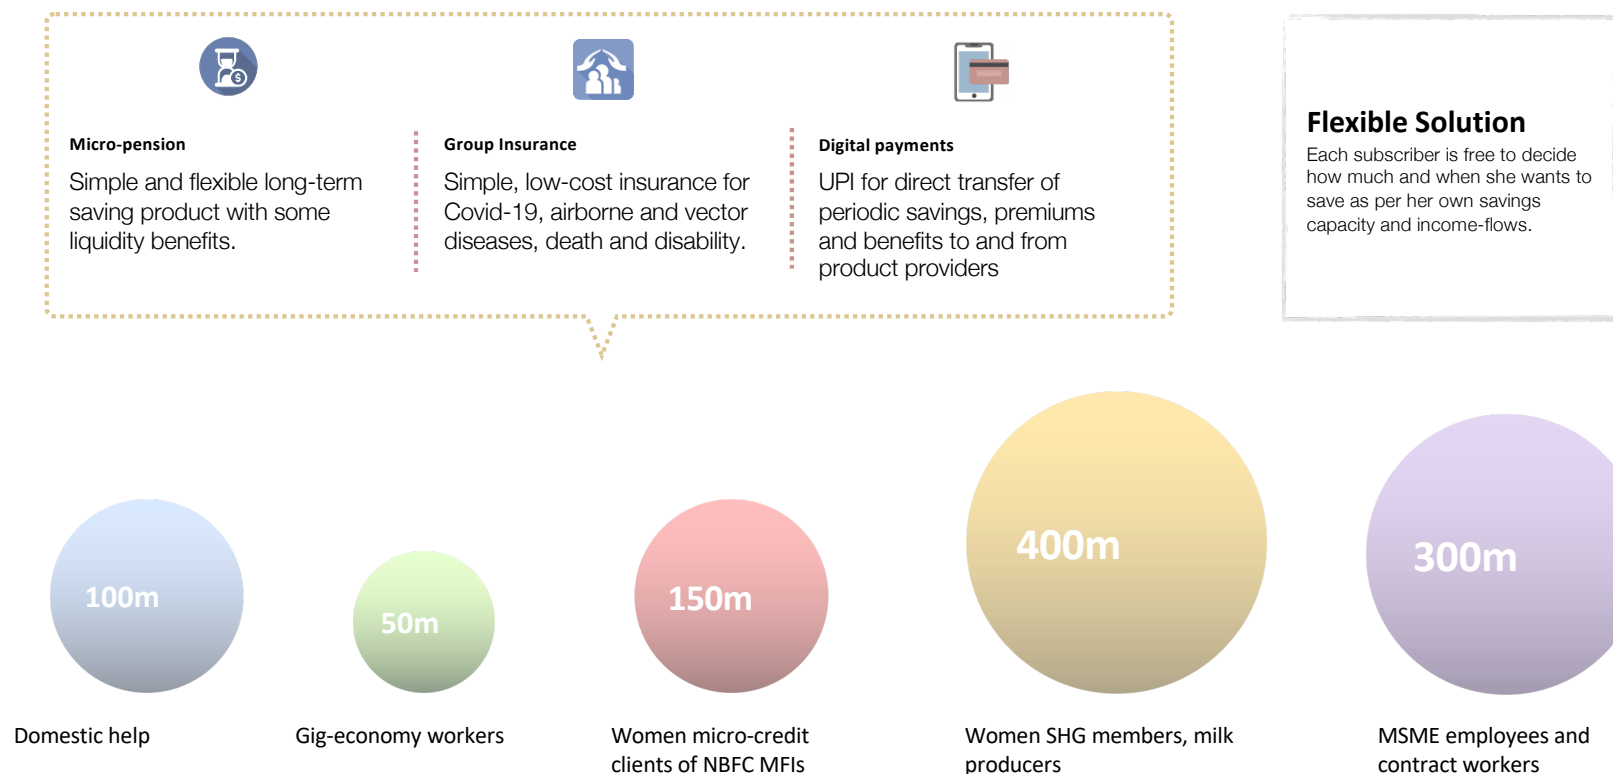 Micro-pension
Simple and flexible long-term
saving product with some
liquidity benefits.
Group Insurance
Simple, low-cost insurance for
Covid-19, airborne and vector
diseases, death and disability.
Digital payments
UPI for direct transfer of
periodic savings, premiums
and benefits to and from
product providers
Flexible Solution
Each subscriber is free to decide
how much and when she wants to
save as per her own savings
capacity and income-flows.
100m
50m
150m
400m
300m
Domestic help
Gig-economy workers
Women micro-credit
clients of NBFC MFIs
Women SHG members, milk
producers
MSME employees and
contract workers